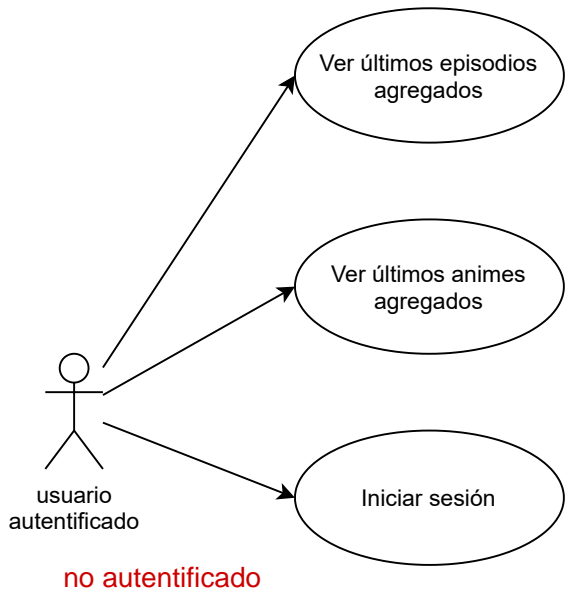 Ver últimos episodios
agregados
Ver últimos animes
agregados
Iniciar sesión
usuario
autentificado
no autentificado